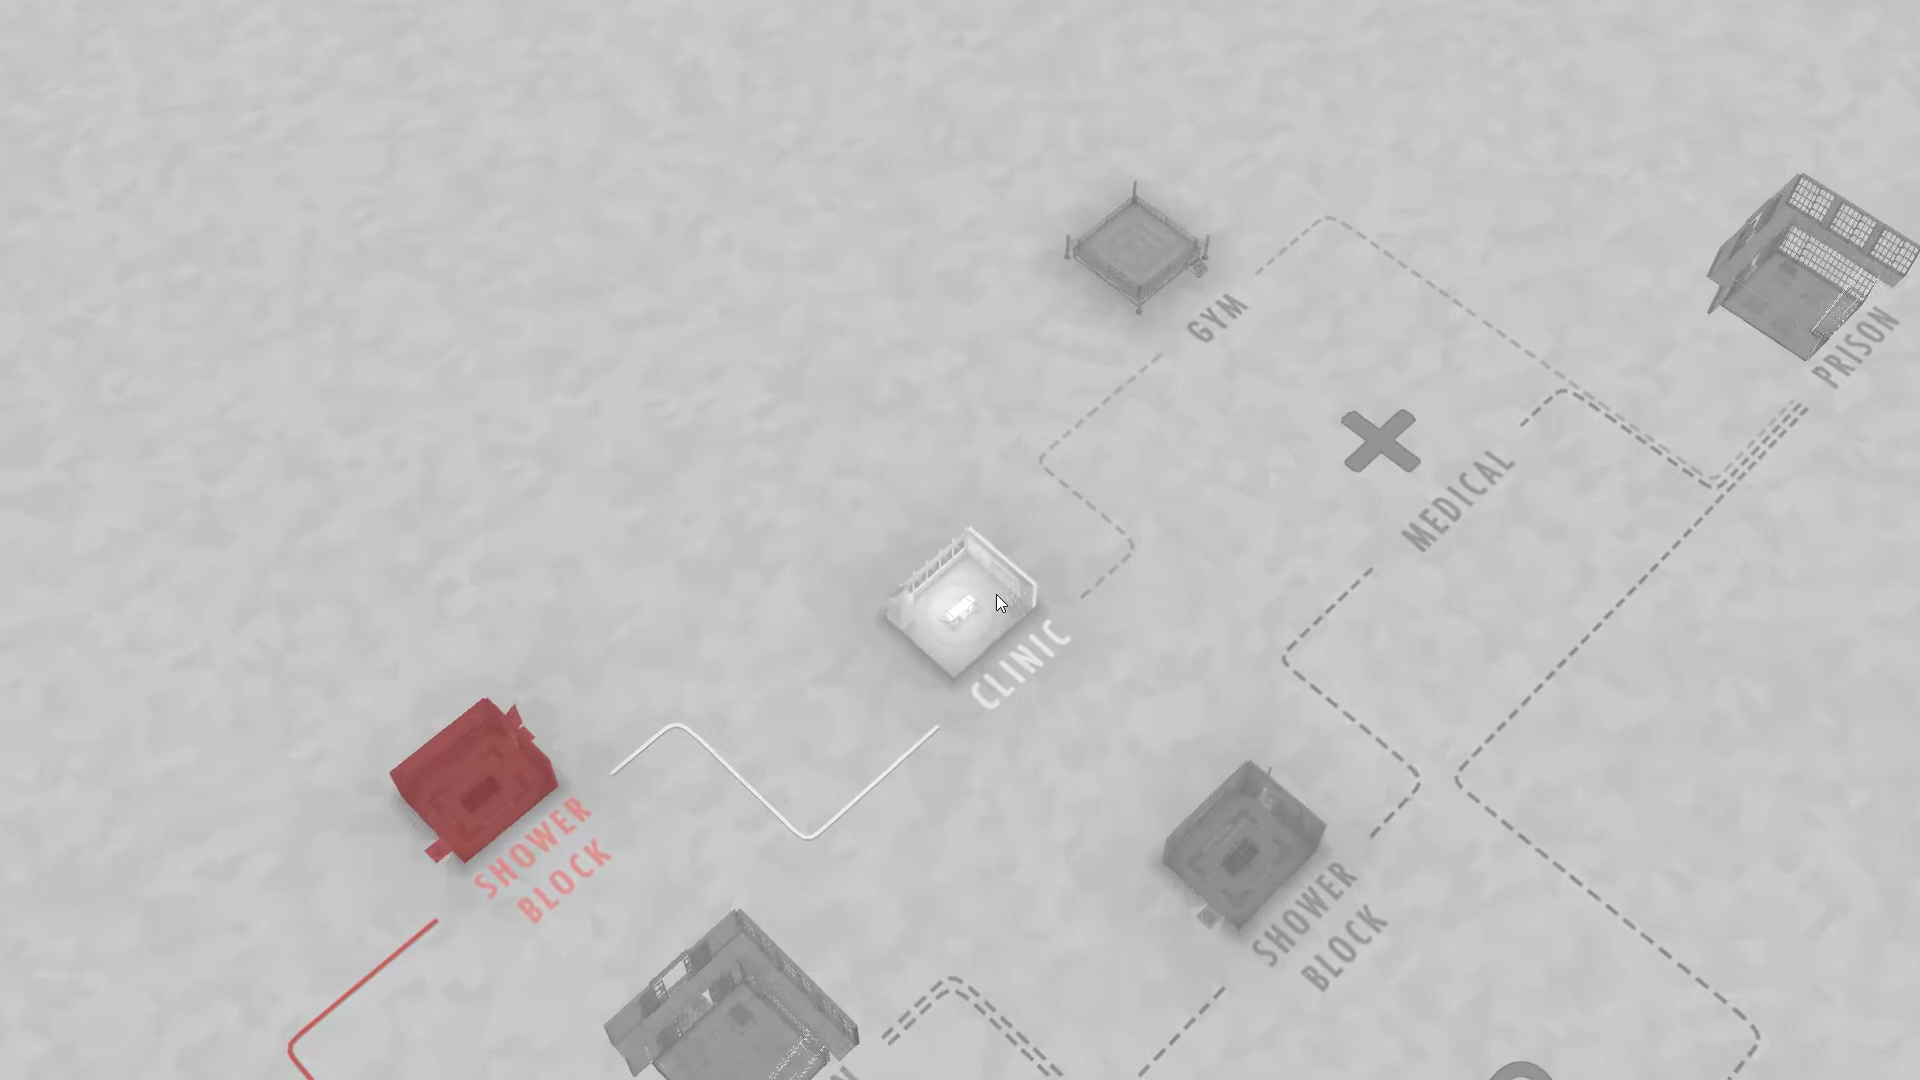 GYM
PRISON
MEDICAL
CLINIC
SHOWER
BLOCK
SHOWER
BLOCK